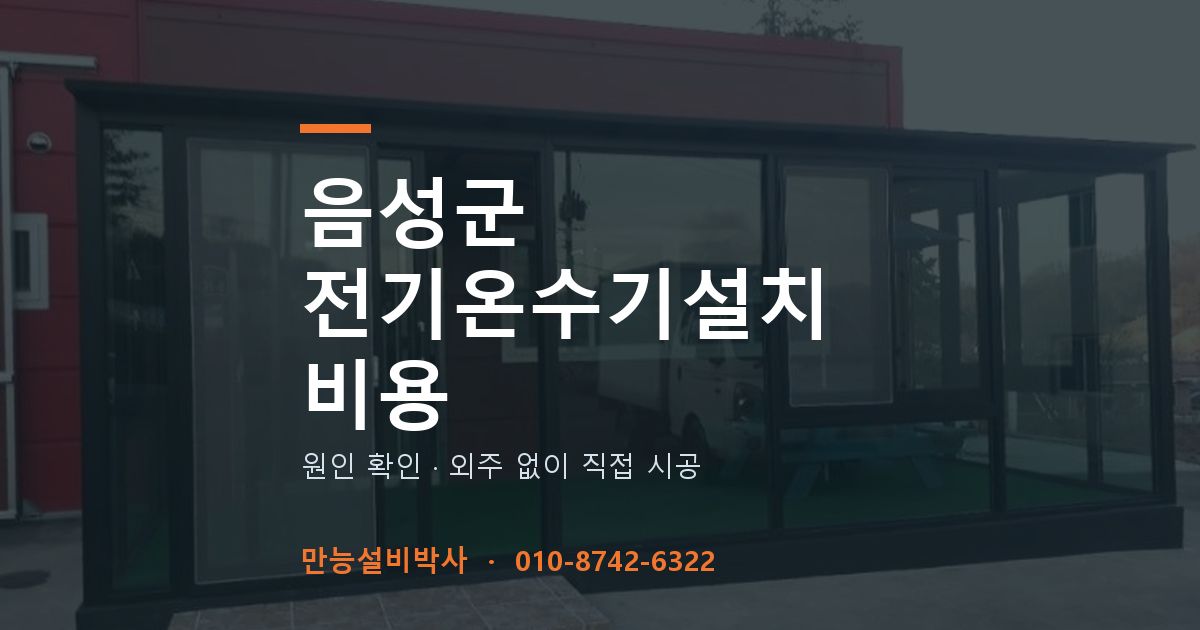 음성군
전기온수기설치
비용
원인 확인 · 외주 없이 직접 시공
만능설비박사 · 010-8742-6322